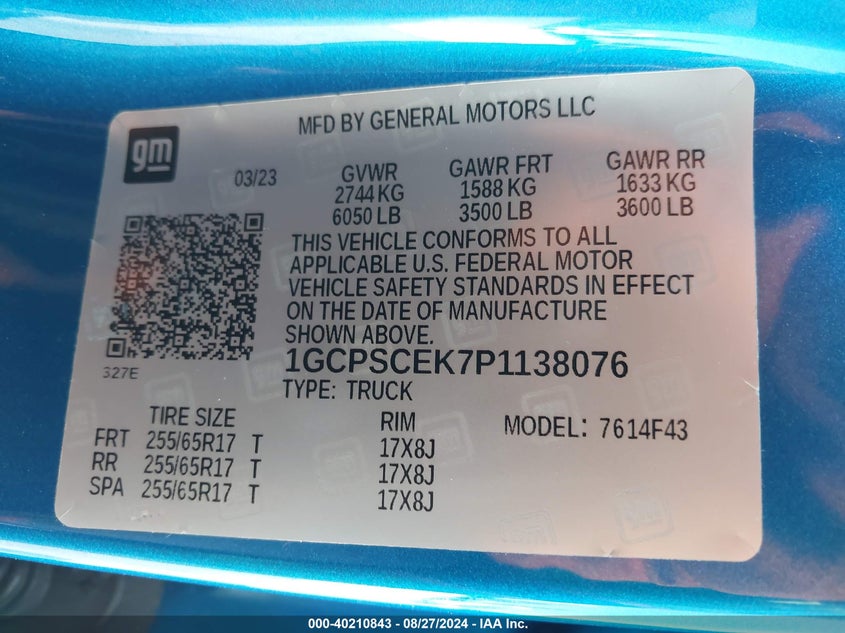 MFD BY GENERAL MOTORS LLC
gm
03/23 GVWR GAWR FRT GAWR RR
2744 KG 1588 KG 1633 KG
6050 LB 3500 LB 3600 LB
THIS VEHICLE CONFORMS TO ALL
APPLICABLE U.S. FEDERAL MOTOR
VEHICLE SAFETY STANDARDS IN EFFECT
ON THE DATE OF MANUFACTURE
SHOWN ABOVE.
1GCPSCEK7P1138076
327E
TYPE: TRUCK
TIRE SIZE RIM MODEL: 7614F43
FRT 255/65R17 T 17X8J
RR 255/65R17 T 17X8J
SPA 255/65R17 T 17X8J
000-40210843 - 08/27/2024 - IAA Inc.